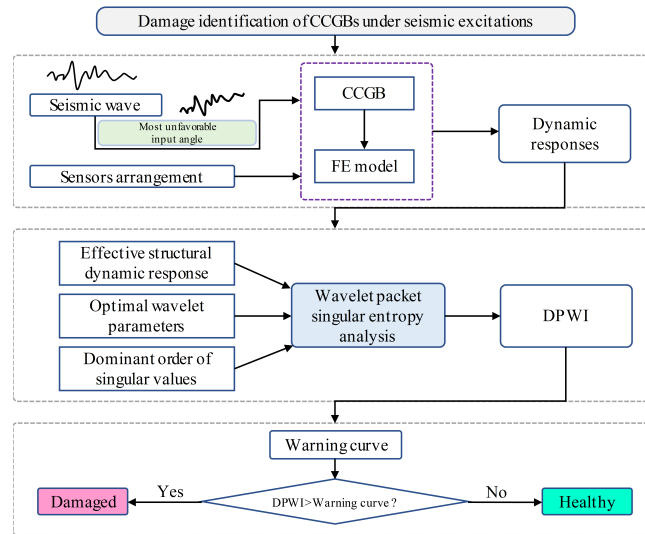 Damage identification of CCGBs under seismic excitations
Seismic wave
Most unfavorable
input angle
Sensors arrangement
CCGB
FE model
Dynamic
responses
Effective structural
dynamic response
Optimal wavelet
parameters
Dominant order of
singular values
Wavelet packet
singular entropy
analysis
DPWI
Warning curve
DPWI>Warning curve?
Yes
No
Damaged
Healthy